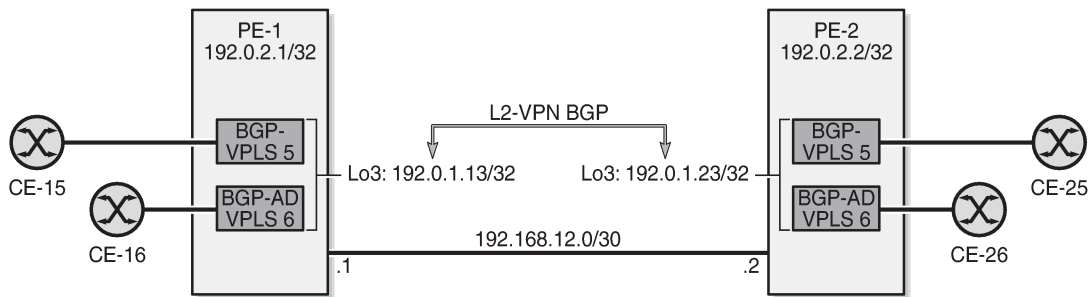 PE-1
192.0.2.1/32
PE-2
192.0.2.2/32
L2-VPN BGP
BGP-
VPLS 5
BGP-
VPLS 5
CE-15
Lo3: 192.0.1.13/32
Lo3: 192.0.1.23/32
CE-25
BGP-AD
VPLS 6
BGP-AD
VPLS 6
CE-16
192.168.12.0/30
CE-26
.1
.2